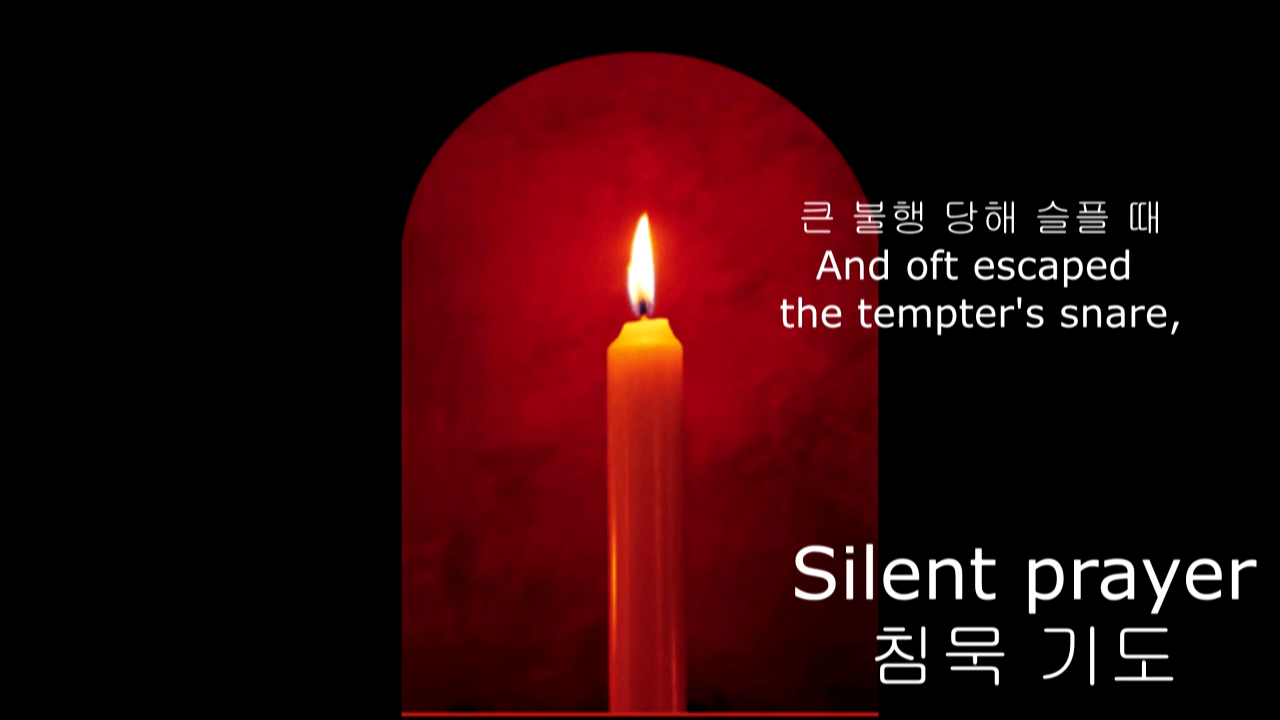 큰 불행 당해 슬플 때
And oft escaped
the tempter's snare,
Silent prayer
침묵 기도